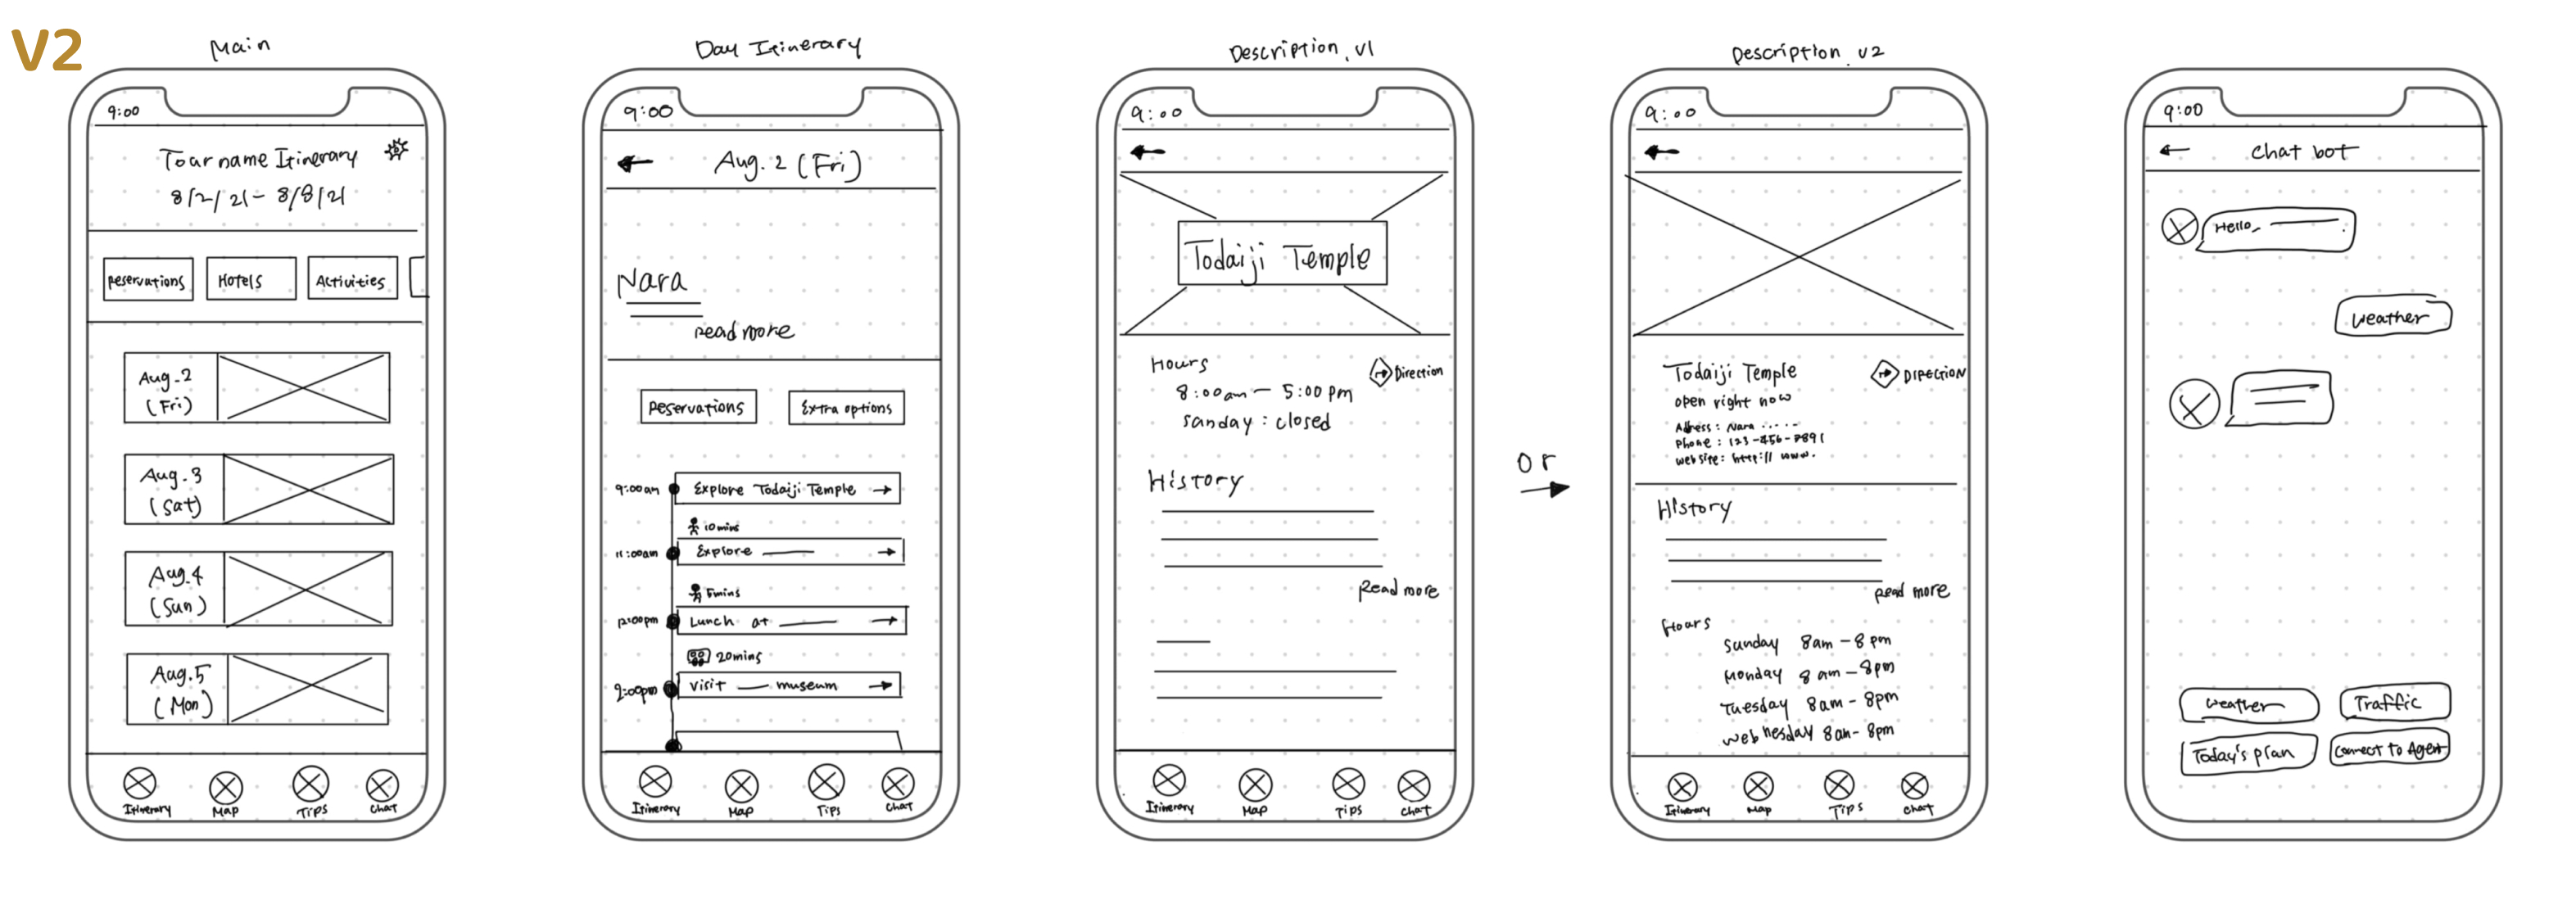 V2
Main
9:00
Tour name Itinerary
8/2/21 - 8/8/21
Reservations
Hotels
Activities
Aug.2
(Fri)
Aug.3
(Sat)
Aug.4
(Sun)
Aug.5
(Mon)
Itinerary
Map
Tips
Chat
Day Itinerary
9:00
Aug. 2 (Fri)
Nara
Read more
Reservations
Extra options
9:00am
Explore Todaiji Temple
10mins
11:00am
Explore
5mins
12:00pm
Lunch at
20mins
2:00pm
Visit museum
Itinerary
Map
Tips
Chat
Description.v1
9:00
Todaiji Temple
Hours
Direction
8:00am - 5:00pm
sanday : closed
History
Read more
Itinerary
Map
Tips
Chat
or
Description.v2
9:00
Todaiji Temple
DIRECTION
open right now
Adress : Nara .....
Phone : 123-456-7891
website: http:// www.
History
Read more
Hours
Sunday 8am - 8pm
Monday 8am - 8pm
Tuesday 8am - 8pm
Webnesday 8am - 8pm
Itinerary
Map
Tips
Chat
9:00
Chat bot
Hello,
Weather
Weather
Traffic
Today's plan
Connect to Agent